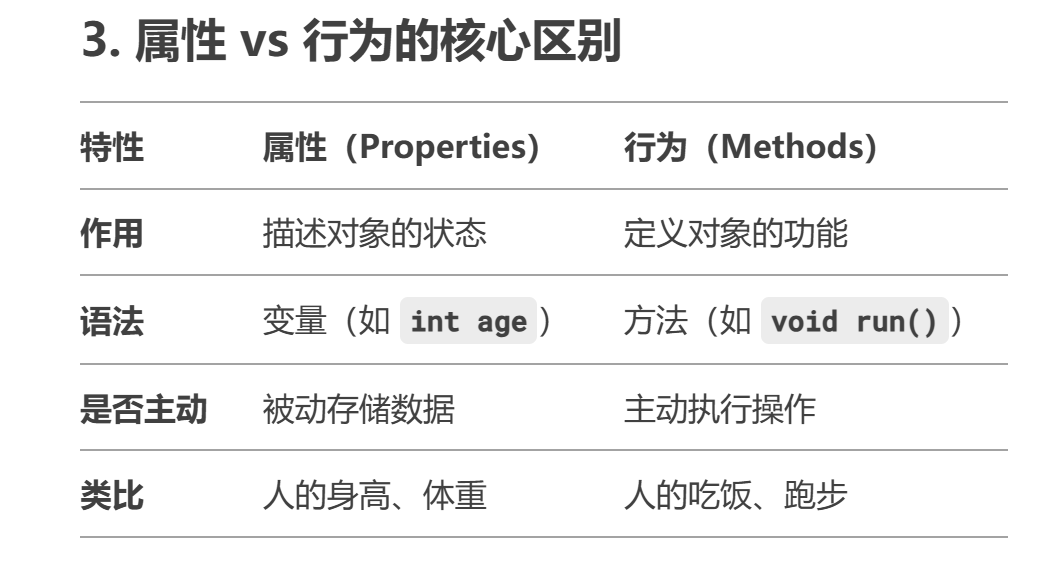 3. 属性 vs 行为的核心区别
特性 属性（Properties） 行为（Methods）
作用 描述对象的状态 定义对象的功能
语法 变量（如 int age） 方法（如 void run()）
是否主动 被动存储数据 主动执行操作
类比 人的身高、体重 人的吃饭、跑步